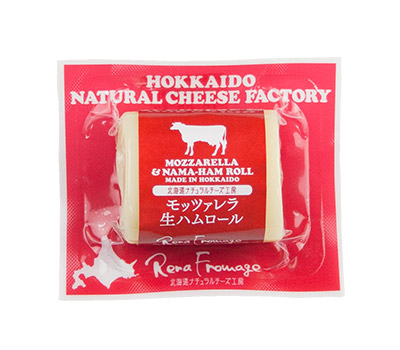 HOKKAIDO
NATURAL CHEESE FACTORY
MOZZARELLA
& NAMA-HAM ROLL
MADE IN HOKKAIDO
北海道ナチュラルチーズ工房
モッツァレラ
生ハムロール
Rera Fromage
北海道ナチュラルチーズ工房